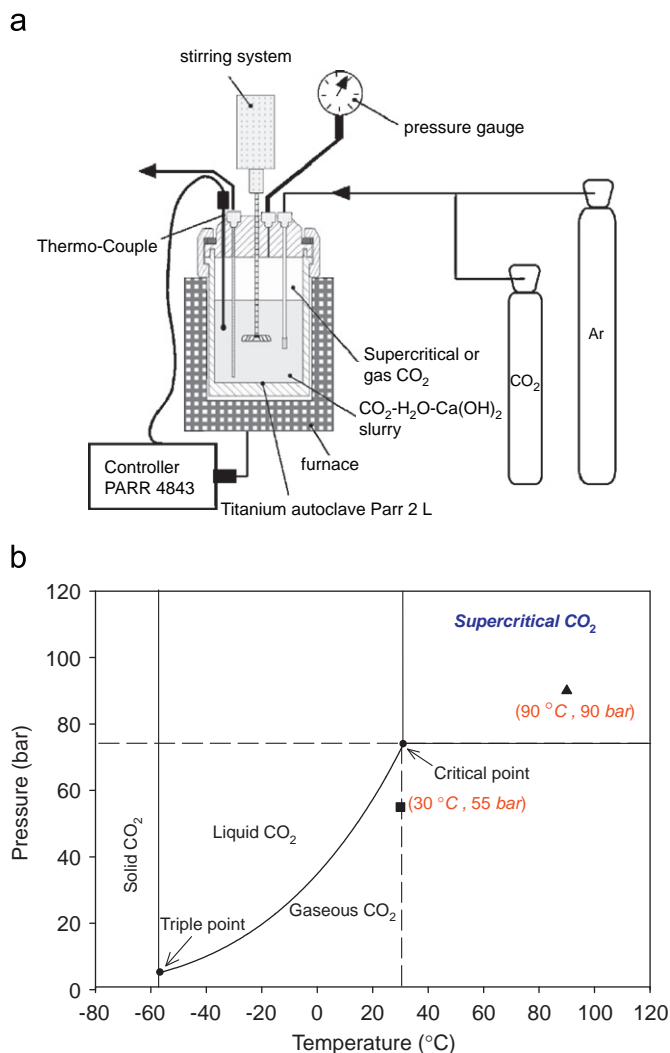 a
stirring system
pressure gauge
Thermo-Couple
Ar
CO₂
Supercritical or
gas CO₂
CO₂-H₂O-Ca(OH)₂
slurry
furnace
Controller
PARR 4843
Titanium autoclave Parr 2 L
b
120
100
80
60
40
20
0
Pressure (bar)
Supercritical CO₂
(90 °C , 90 bar)
Critical point
(30 °C , 55 bar)
Liquid CO₂
Solid CO₂
Gaseous CO₂
Triple point
-80 -60 -40 -20 0 20 40 60 80 100 120
Temperature (°C)